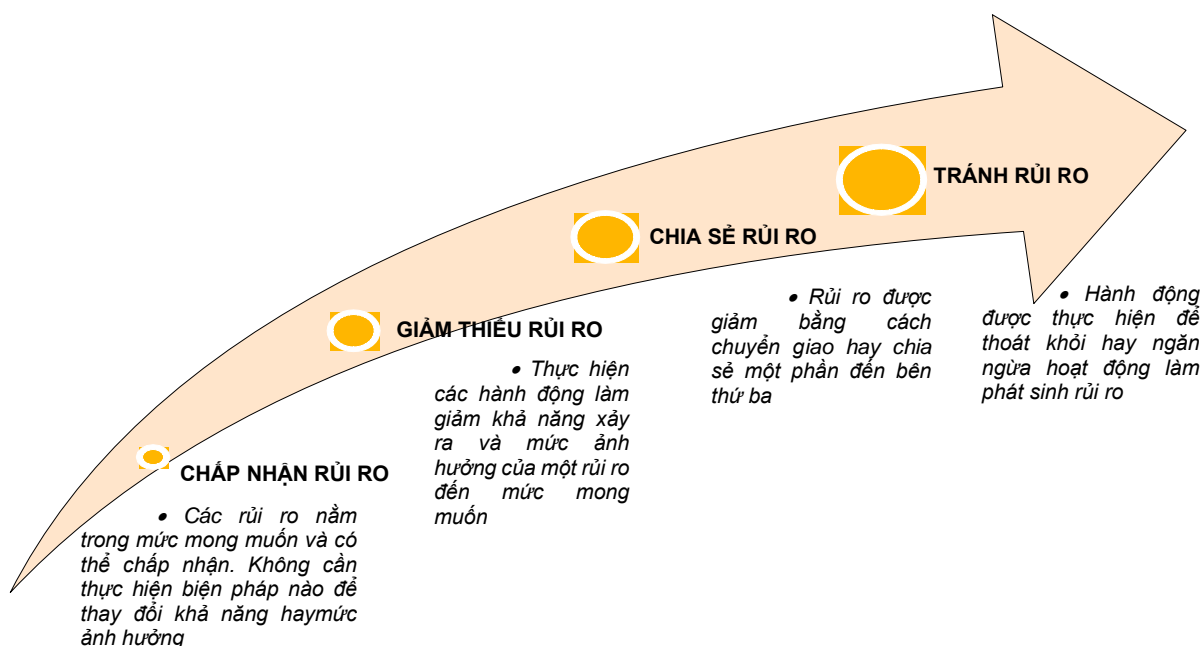 CHẤP NHẬN RỦI RO
• Các rủi ro nằm
trong mức mong muốn và có
thể chấp nhận. Không cần
thực hiện biện pháp nào để
thay đổi khả năng haymức
ảnh hưởng
GIẢM THIỂU RỦI RO
• Thực hiện
các hành động làm
giảm khả năng xảy
ra và mức ảnh
hưởng của một rủi ro
đến mức mong
muốn
CHIA SẺ RỦI RO
• Rủi ro được
giảm bằng cách
chuyển giao hay chia
sẻ một phần đến bên
thứ ba
TRÁNH RỦI RO
• Hành động
được thực hiện để
thoát khỏi hay ngăn
ngừa hoạt động làm
phát sinh rủi ro